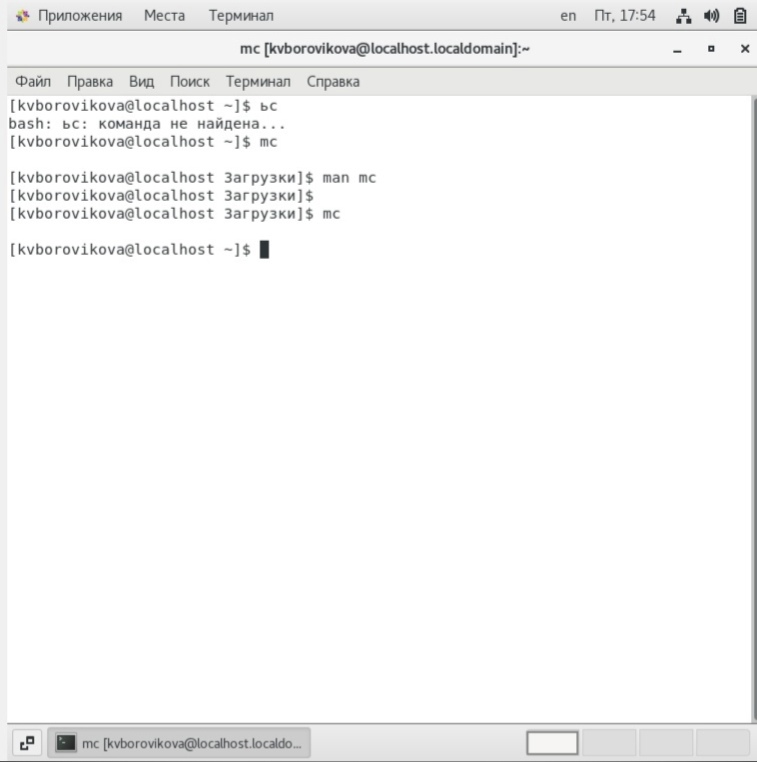 Приложения Места Терминал en Пт, 17:54
mc [kvborovikova@localhost.localdomain]:~
Файл Правка Вид Поиск Терминал Справка
[kvborovikova@localhost ~]$ ьс
bash: ьс: команда не найдена...
[kvborovikova@localhost ~]$ mc
[kvborovikova@localhost Загрузки]$ man mc
[kvborovikova@localhost Загрузки]$
[kvborovikova@localhost Загрузки]$ mc
[kvborovikova@localhost ~]$
mc [kvborovikova@localhost.localdo...